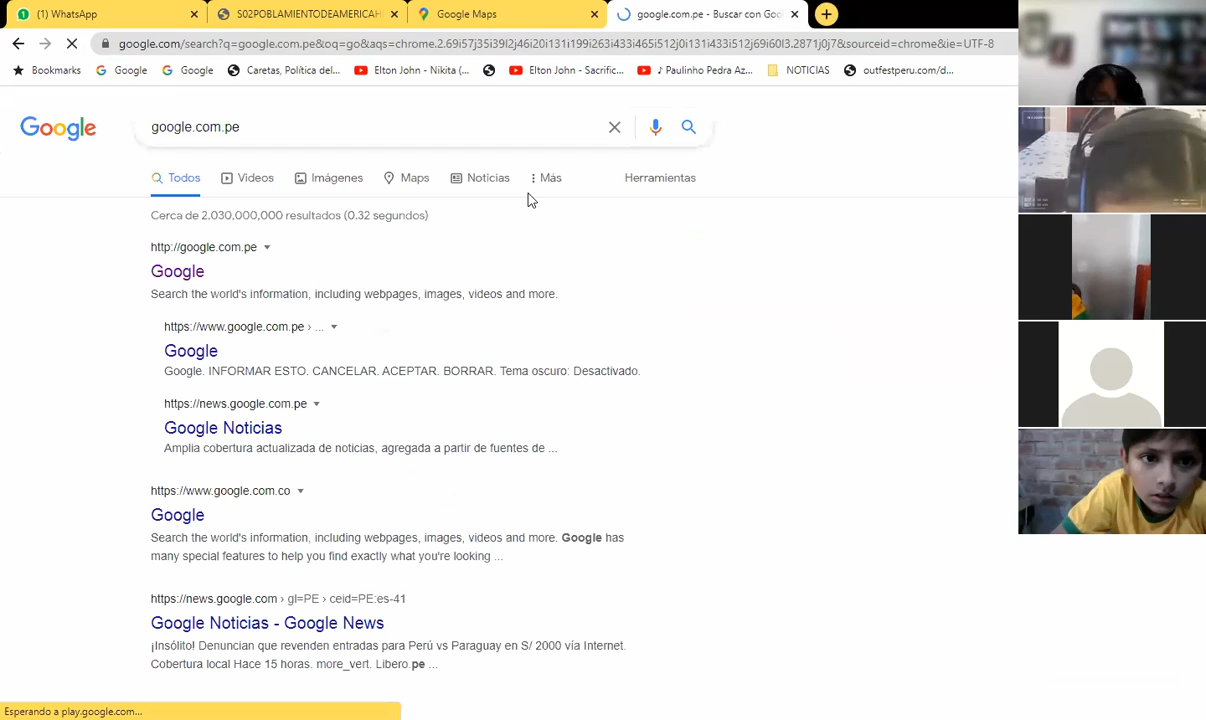 (1) WhatsApp
S02POBLAMIENTODEAMERICAH
Google Maps
google.com.pe - Buscar con Goo
google.com/search?q=google.com.pe&oq=go&aqs=chrome.2.69i57j35i39l2j46i20i131i199i263i433i465i512j0i131i433i512j69i60l3.2871j0j7&sourceid=chrome&ie=UTF-8
Bookmarks
Google
Google
Caretas, Política del...
Elton John - Nikita (...
Elton John - Sacrific...
♪ Paulinho Pedra Az...
NOTICIAS
outfestperu.com/d...
Google
google.com.pe
Todos
Videos
Imágenes
Maps
Noticias
Más
Herramientas
Cerca de 2,030,000,000 resultados (0.32 segundos)
http://google.com.pe
Google
Search the world's information, including webpages, images, videos and more.
https://www.google.com.pe › ...
Google
Google. INFORMAR ESTO. CANCELAR. ACEPTAR. BORRAR. Tema oscuro: Desactivado.
https://news.google.com.pe
Google Noticias
Amplia cobertura actualizada de noticias, agregada a partir de fuentes de ...
https://www.google.com.co
Google
Search the world's information, including webpages, images, videos and more. Google has
many special features to help you find exactly what you're looking ...
https://news.google.com › gl=PE › ceid=PE:es-41
Google Noticias - Google News
¡Insólito! Denuncian que revenden entradas para Perú vs Paraguay en S/ 2000 vía Internet.
Cobertura local Hace 15 horas. more_vert. Libero.pe ...
Esperando a play.google.com...